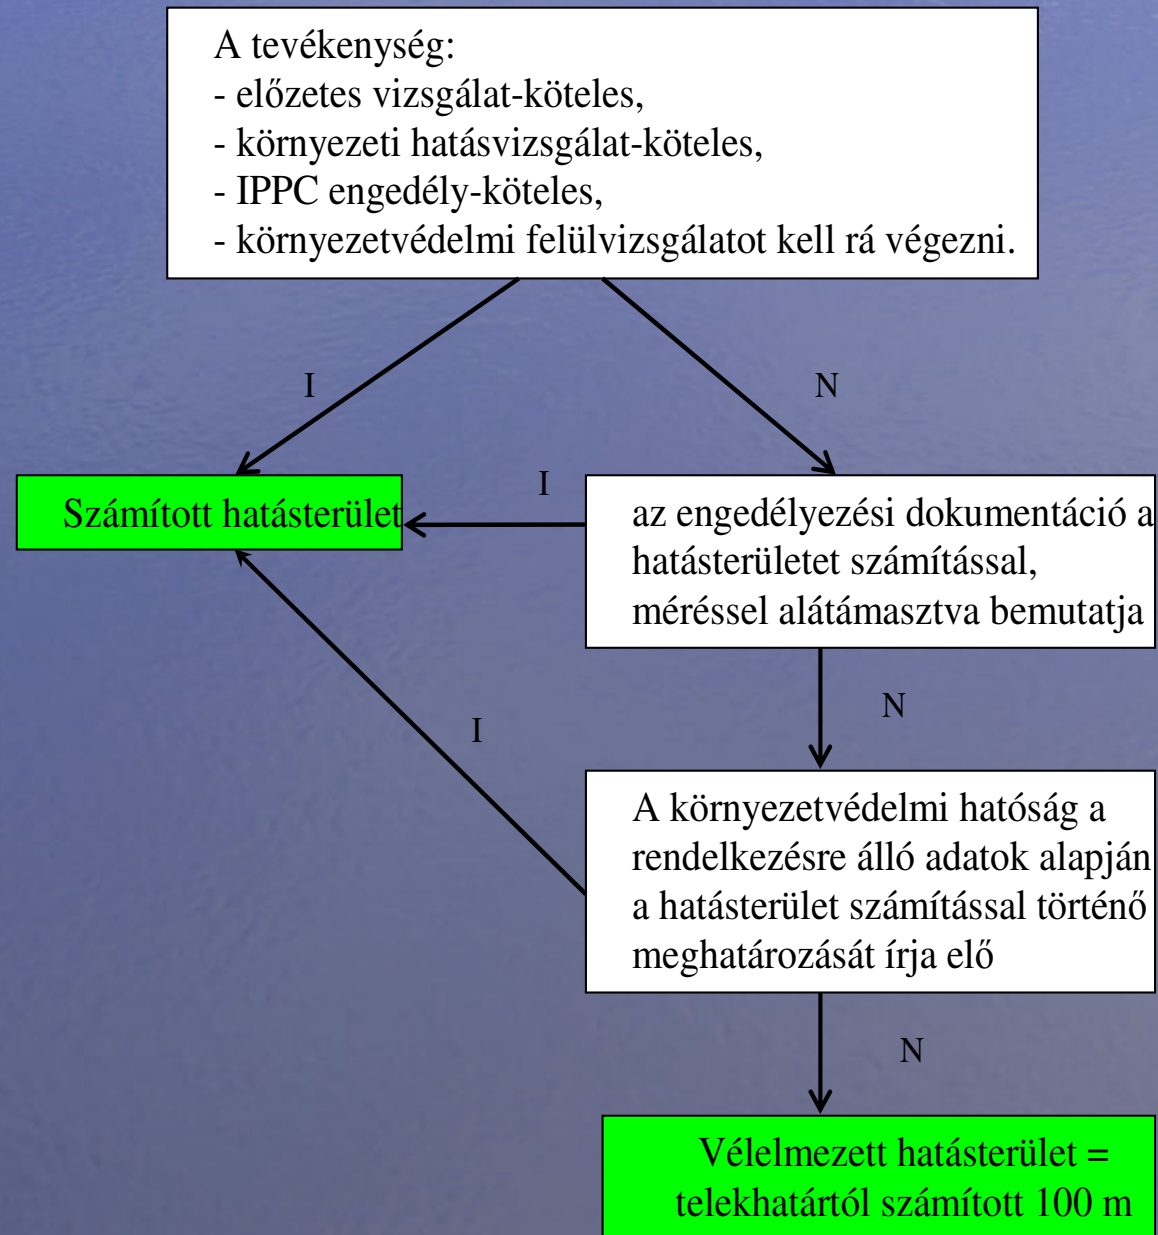 A tevékenység:
- előzetes vizsgálat-köteles,
- környezeti hatásvizsgálat-köteles,
- IPPC engedély-köteles,
- környezetvédelmi felülvizsgálatot kell rá végezni.
I
N
Számított hatásterület
I
az engedélyezési dokumentáció a
hatásterületet számítással,
méréssel alátámasztva bemutatja
N
I
A környezetvédelmi hatóság a
rendelkezésre álló adatok alapján
a hatásterület számítással történő
meghatározását írja elő
N
Vélelmezett hatásterület =
telekhatártól számított 100 m